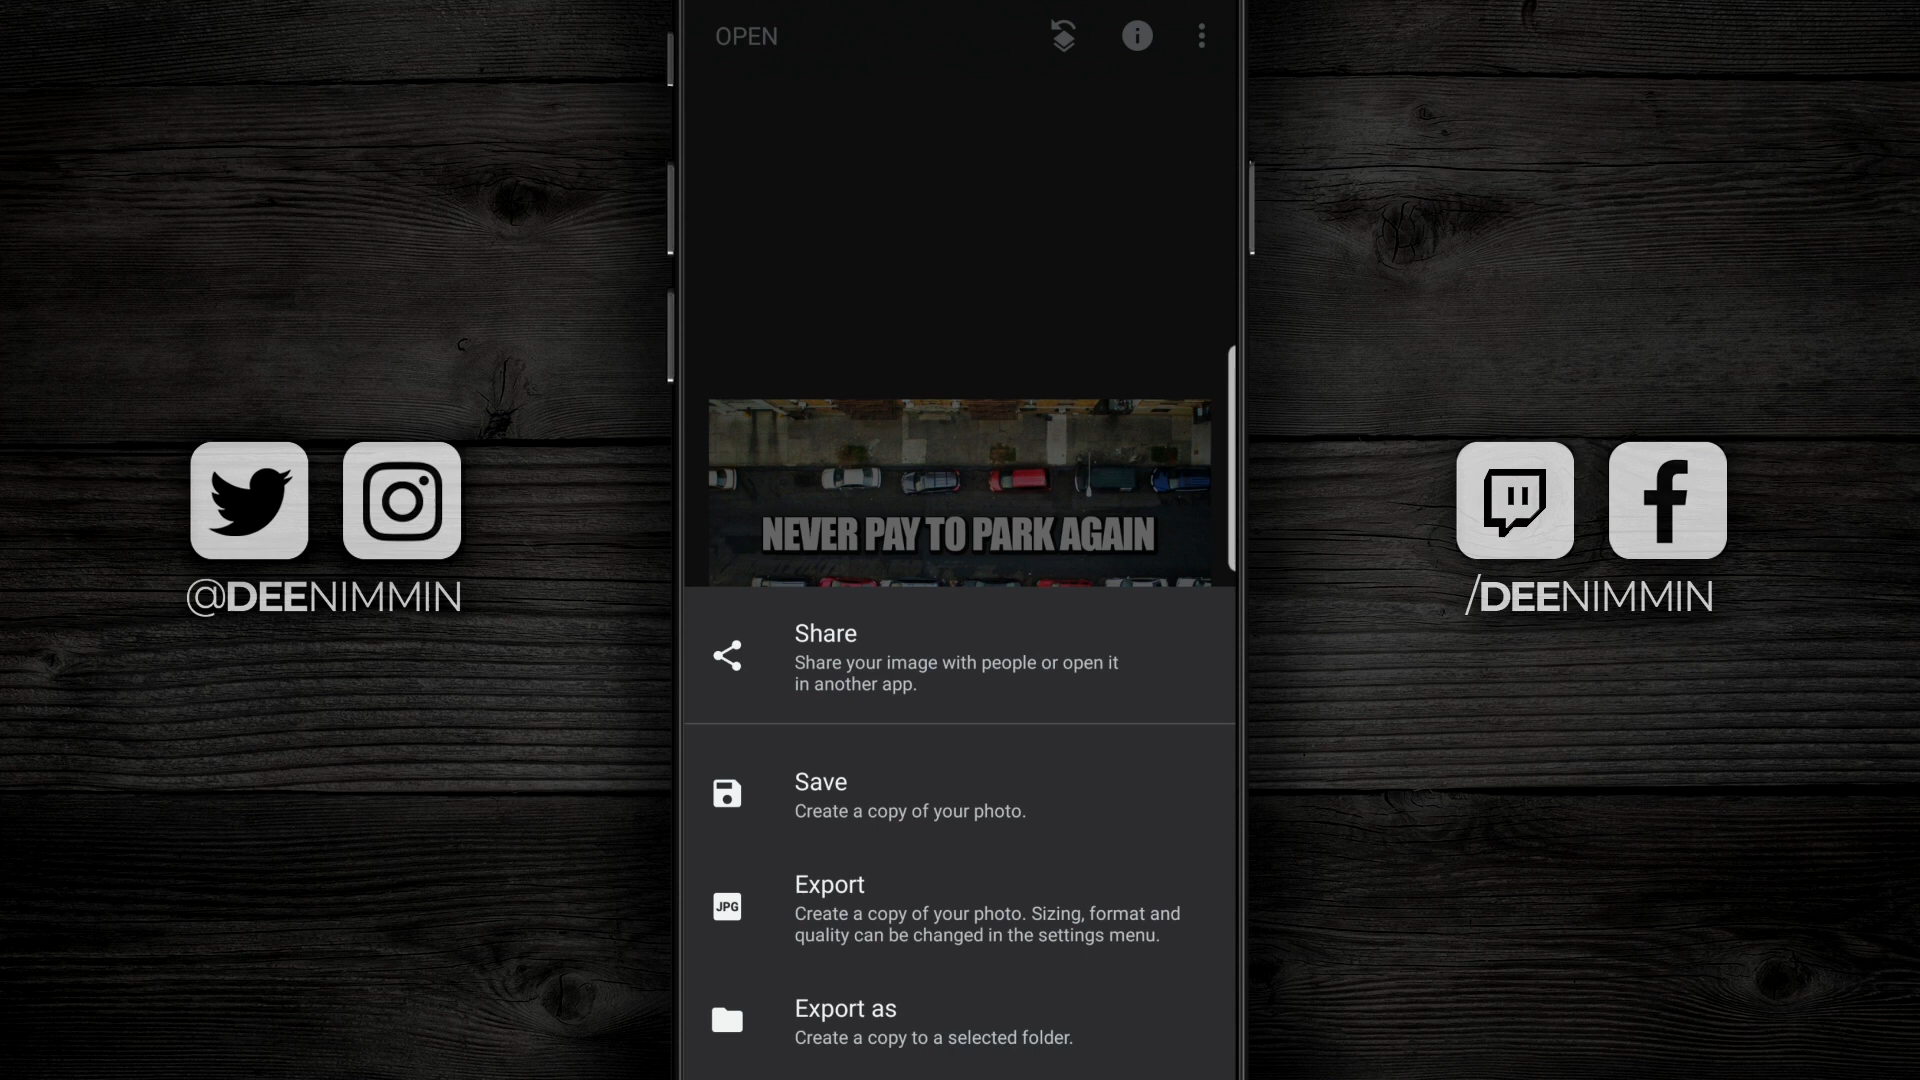 OPEN
NEVER PAY TO PARK AGAIN
@DEENIMMIN
/DEENIMMIN
Share
Share your image with people or open it
in another app.
Save
Create a copy of your photo.
JPG
Export
Create a copy of your photo. Sizing, format and
quality can be changed in the settings menu.
Export as
Create a copy to a selected folder.